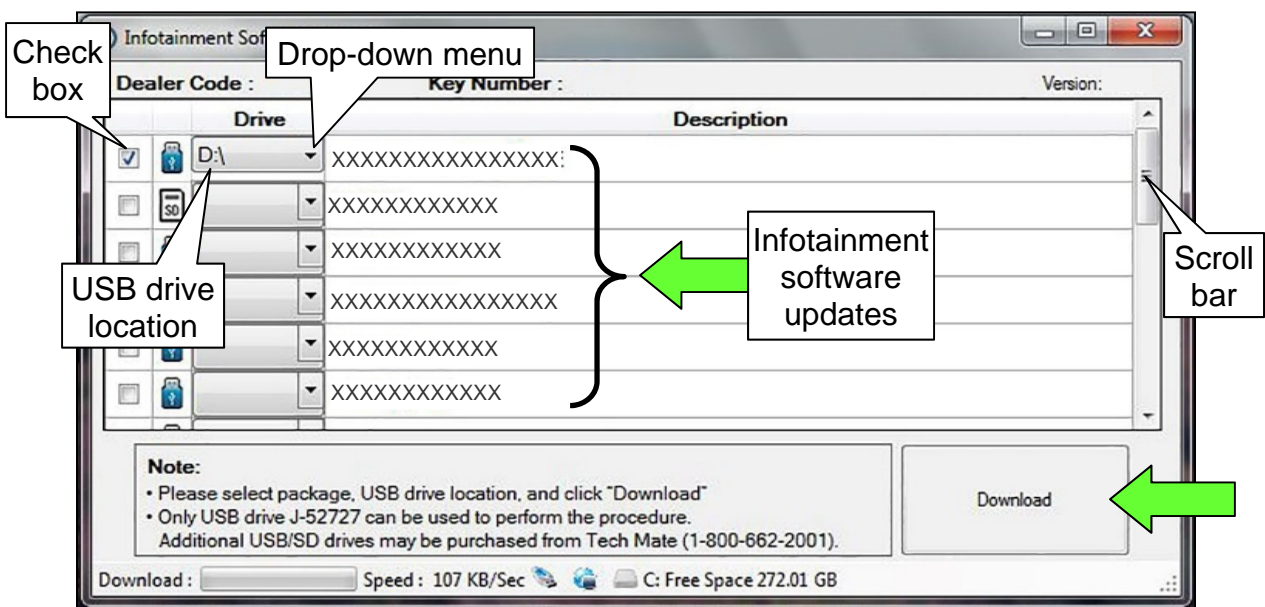 Check
box
Infotainment Sof
Drop-down menu
Dealer Code : Key Number : Version:
Drive Description
D:\ XXXXXXXXXXXXXXXX:
SD XXXXXXXXXXXX
XXXXXXXXXXXX
XXXXXXXXXXXXXXXX
XXXXXXXXXXXX
XXXXXXXXXXXX
USB drive
location
Infotainment
software
updates
Scroll
bar
Note:
• Please select package, USB drive location, and click "Download"
• Only USB drive J-52727 can be used to perform the procedure.
Additional USB/SD drives may be purchased from Tech Mate (1-800-662-2001).
Download
Download : Speed : 107 KB/Sec C: Free Space 272.01 GB